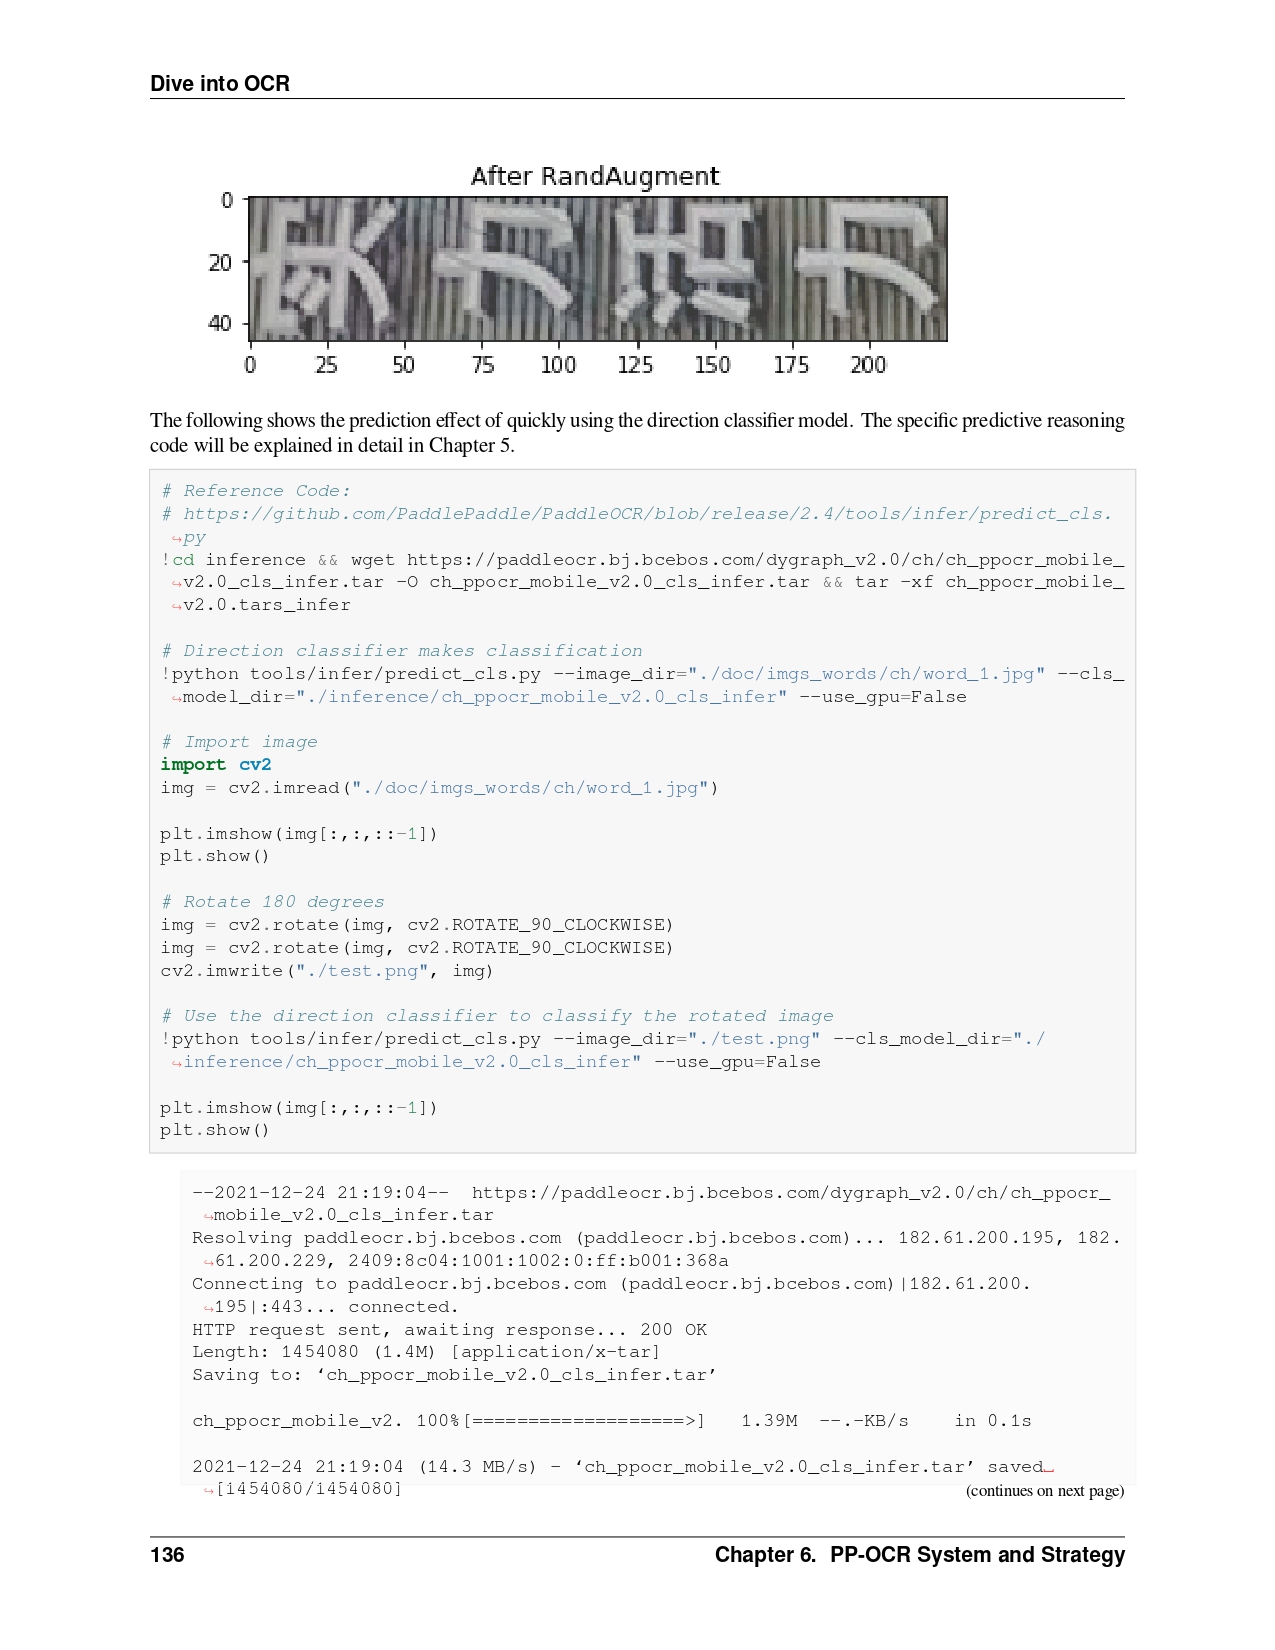 Dive into OCR
After RandAugment
0
20
40
0 25 50 75 100 125 150 175 200
The following shows the prediction effect of quickly using the direction classifier model. The specific predictive reasoning
code will be explained in detail in Chapter 5.
# Reference Code:
# https://github.com/PaddlePaddle/PaddleOCR/blob/release/2.4/tools/infer/predict_cls.
↪py
!cd inference && wget https://paddleocr.bj.bcebos.com/dygraph_v2.0/ch/ch_ppocr_mobile_
↪v2.0_cls_infer.tar -O ch_ppocr_mobile_v2.0_cls_infer.tar && tar -xf ch_ppocr_mobile_
↪v2.0.tars_infer
# Direction classifier makes classification
!python tools/infer/predict_cls.py --image_dir="./doc/imgs_words/ch/word_1.jpg" --cls_
↪model_dir="./inference/ch_ppocr_mobile_v2.0_cls_infer" --use_gpu=False
# Import image
import cv2
img = cv2.imread("./doc/imgs_words/ch/word_1.jpg")
plt.imshow(img[:,:,::-1])
plt.show()
# Rotate 180 degrees
img = cv2.rotate(img, cv2.ROTATE_90_CLOCKWISE)
img = cv2.rotate(img, cv2.ROTATE_90_CLOCKWISE)
cv2.imwrite("./test.png", img)
# Use the direction classifier to classify the rotated image
!python tools/infer/predict_cls.py --image_dir="./test.png" --cls_model_dir="./
↪inference/ch_ppocr_mobile_v2.0_cls_infer" --use_gpu=False
plt.imshow(img[:,:,::-1])
plt.show()
--2021-12-24 21:19:04-- https://paddleocr.bj.bcebos.com/dygraph_v2.0/ch/ch_ppocr_
↪mobile_v2.0_cls_infer.tar
Resolving paddleocr.bj.bcebos.com (paddleocr.bj.bcebos.com)... 182.61.200.195, 182.
↪61.200.229, 2409:8c04:1001:1002:0:ff:b001:368a
Connecting to paddleocr.bj.bcebos.com (paddleocr.bj.bcebos.com)|182.61.200.
↪195|:443... connected.
HTTP request sent, awaiting response... 200 OK
Length: 1454080 (1.4M) [application/x-tar]
Saving to: ‘ch_ppocr_mobile_v2.0_cls_infer.tar’
ch_ppocr_mobile_v2. 100%[===================>] 1.39M --.-KB/s in 0.1s
2021-12-24 21:19:04 (14.3 MB/s) - ‘ch_ppocr_mobile_v2.0_cls_infer.tar’ saved␣
↪[1454080/1454080]
(continues on next page)
136 Chapter 6. PP-OCR System and Strategy